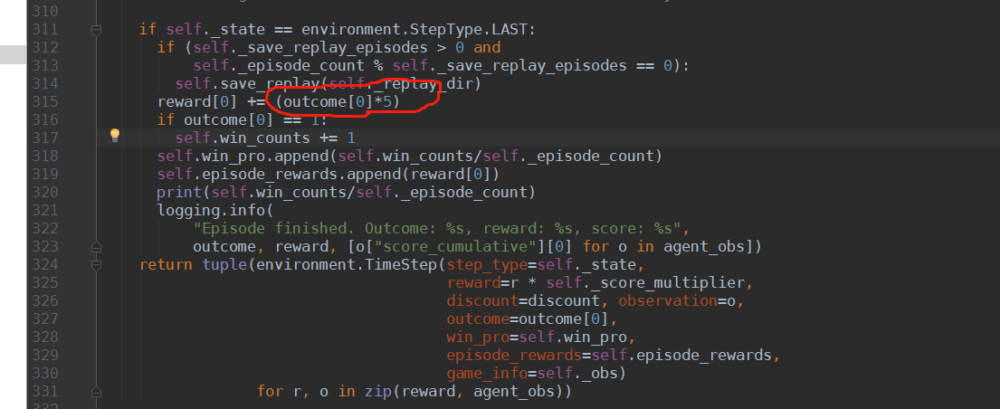 310
311 if self._state == environment.StepType.LAST:
312 if (self._save_replay_episodes > 0 and
313 self._episode_count % self._save_replay_episodes == 0):
314 self.save_replay(self._replay_dir)
315 reward[0] += (outcome[0]*5)
316 if outcome[0] == 1:
317 self.win_counts += 1
318 self.win_pro.append(self.win_counts/self._episode_count)
319 self.episode_rewards.append(reward[0])
320 print(self.win_counts/self._episode_count)
321 logging.info(
322 "Episode finished. Outcome: %s, reward: %s, score: %s",
323 outcome, reward, [o["score_cumulative"][0] for o in agent_obs])
324 return tuple(environment.TimeStep(step_type=self._state,
325 reward=r * self._score_multiplier,
326 discount=discount, observation=o,
327 outcome=outcome[0],
328 win_pro=self.win_pro,
329 episode_rewards=self.episode_rewards,
330 game_info=self._obs)
331 for r, o in zip(reward, agent_obs))